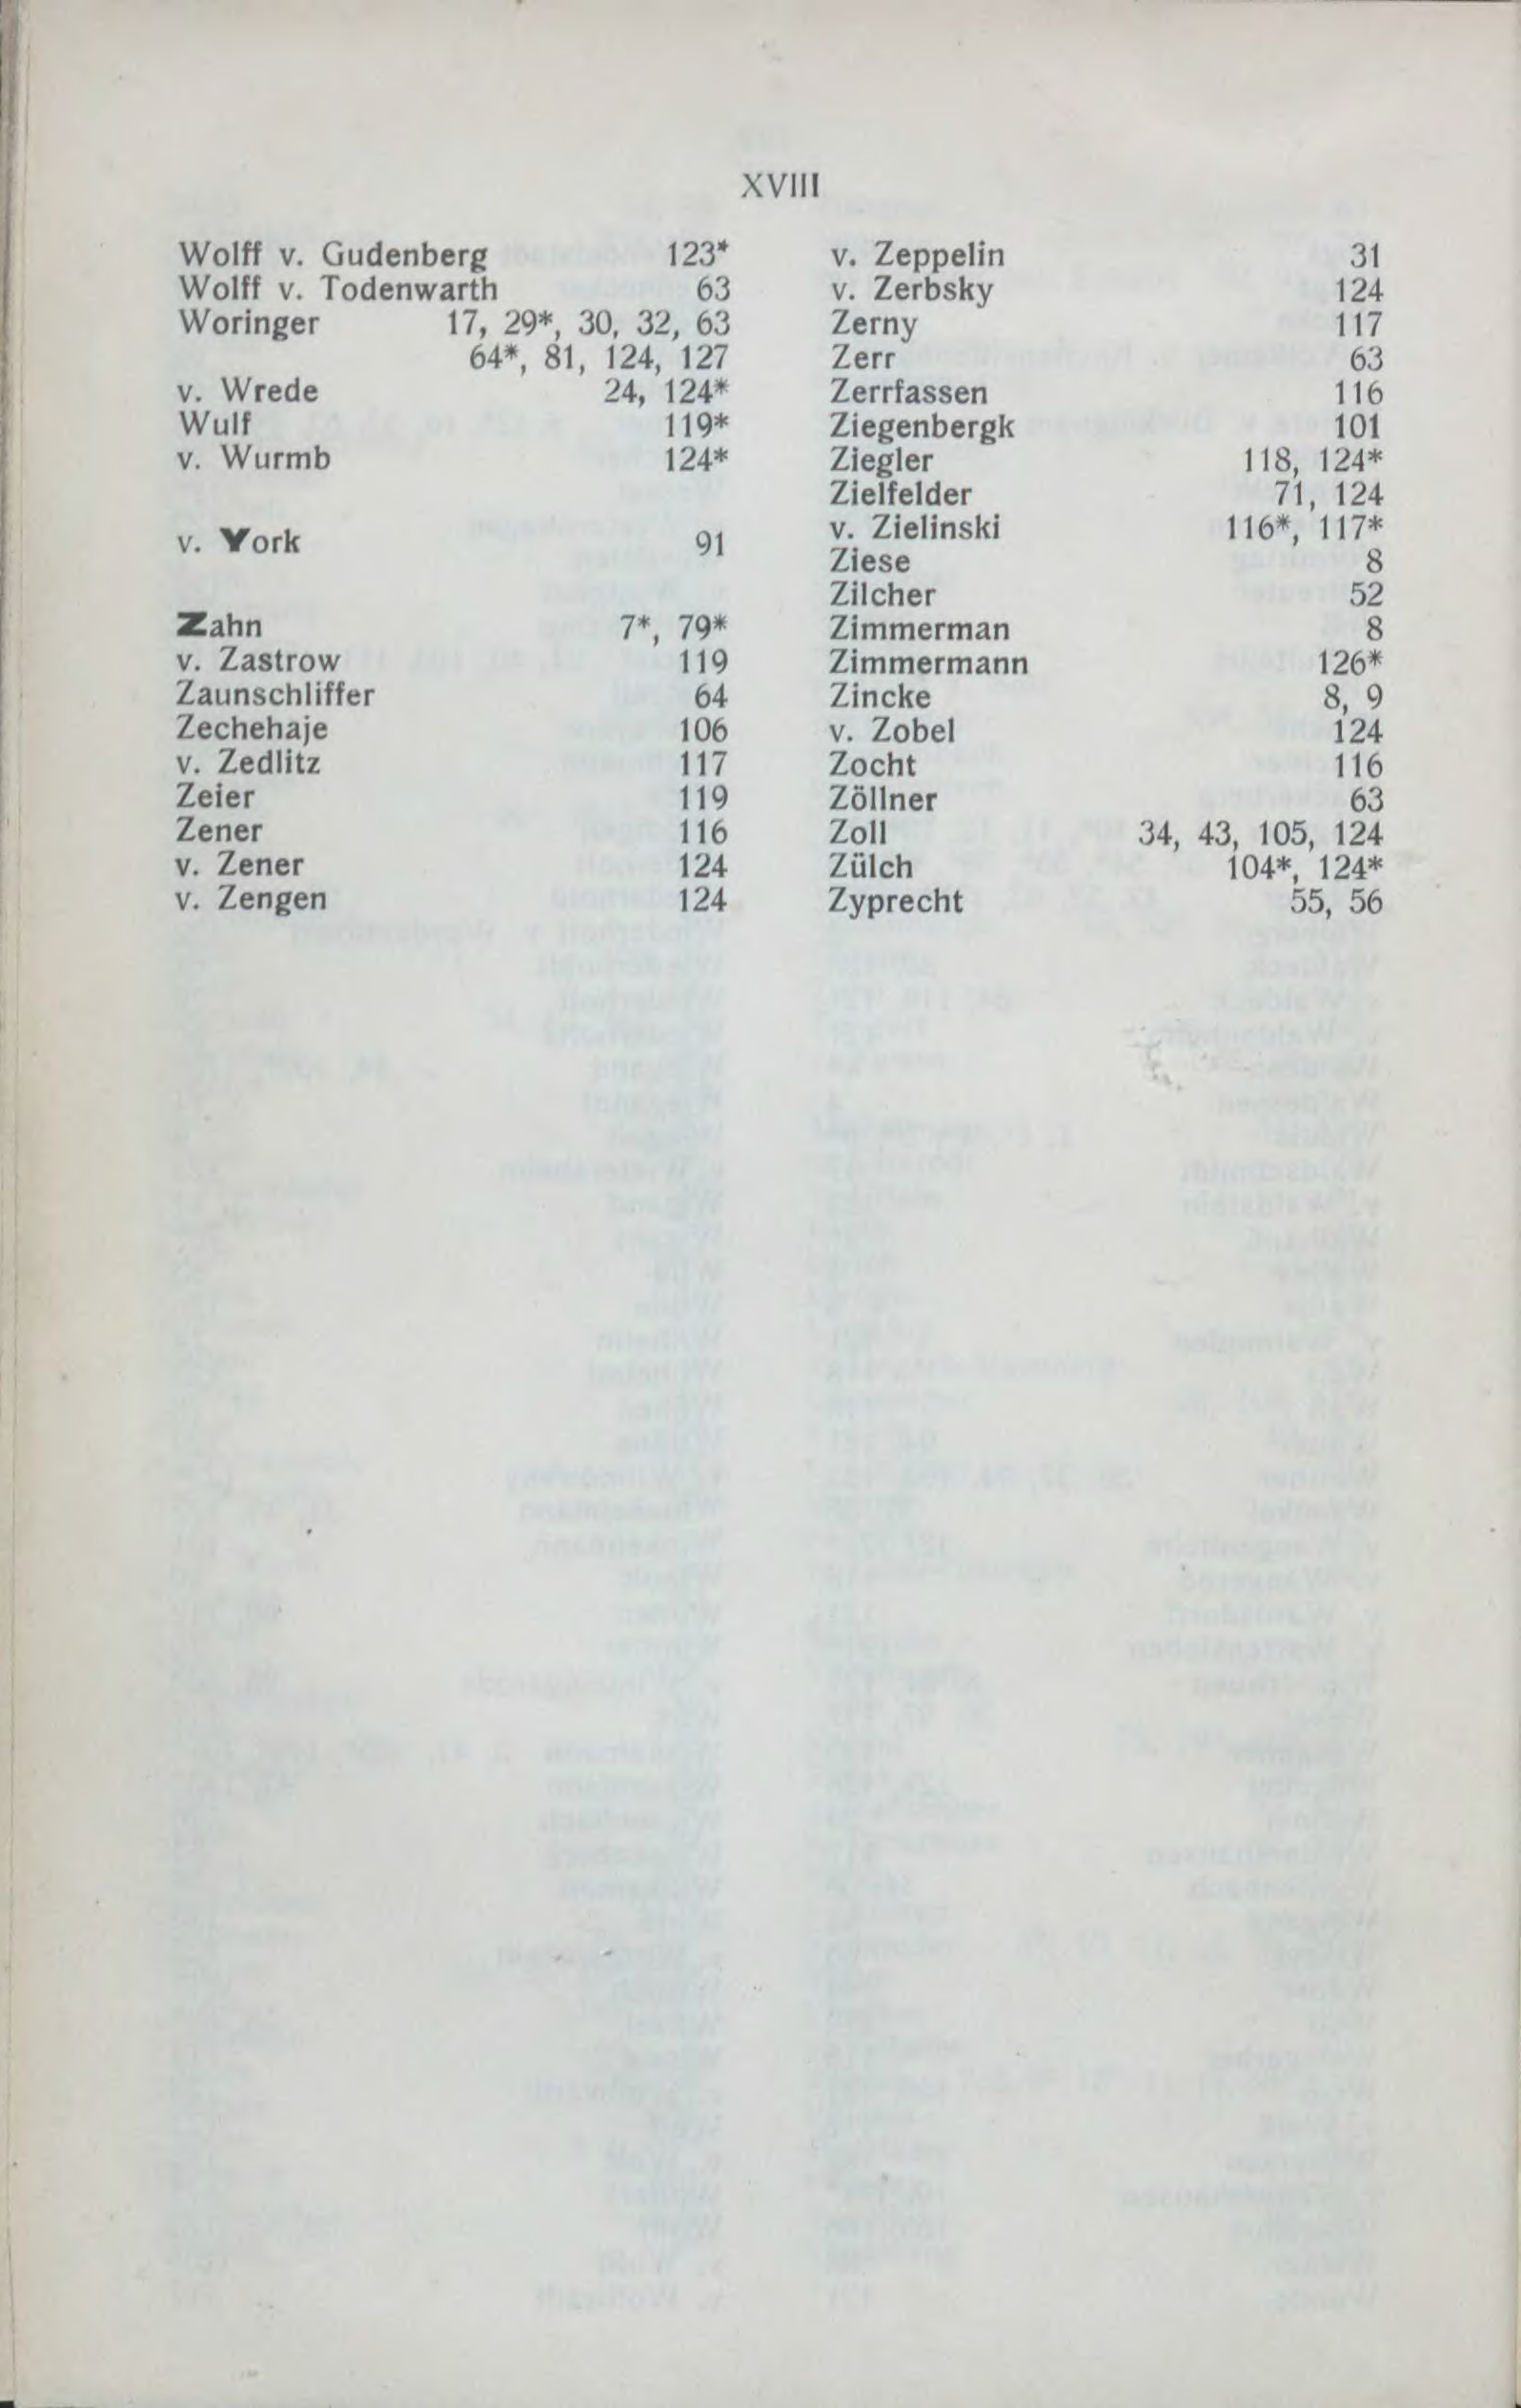 XVIII
Wolff v. Gudenberg 123*
Wolff v. Todenwarth 63
Woringer 17, 29*, 30, 32, 63
64*, 81, 124, 127
v. Wrede 24, 124*
Wulf 119*
v. Wurmb 124*
v. York 91
Zahn 7*, 79*
v. Zastrow 119
Zaunschliffer 64
Zechehaje 106
v. Zedlitz 117
Zeier 119
Zener 116
v. Zener 124
v. Zengen 124
v. Zeppelin 31
v. Zerbsky 124
Zerny 117
Zerr 63
Zerrfassen 116
Ziegenbergk 101
Ziegler 118, 124*
Zielfelder 71, 124
v. Zielinski 116*, 117*
Ziese 8
Zilcher 52
Zimmerman 8
Zimmermann 126*
Zincke 8, 9
v. Zobel 124
Zocht 116
Zöllner 63
Zoll 34, 43, 105, 124
Zülch 104*, 124*
Zyprecht 55, 56